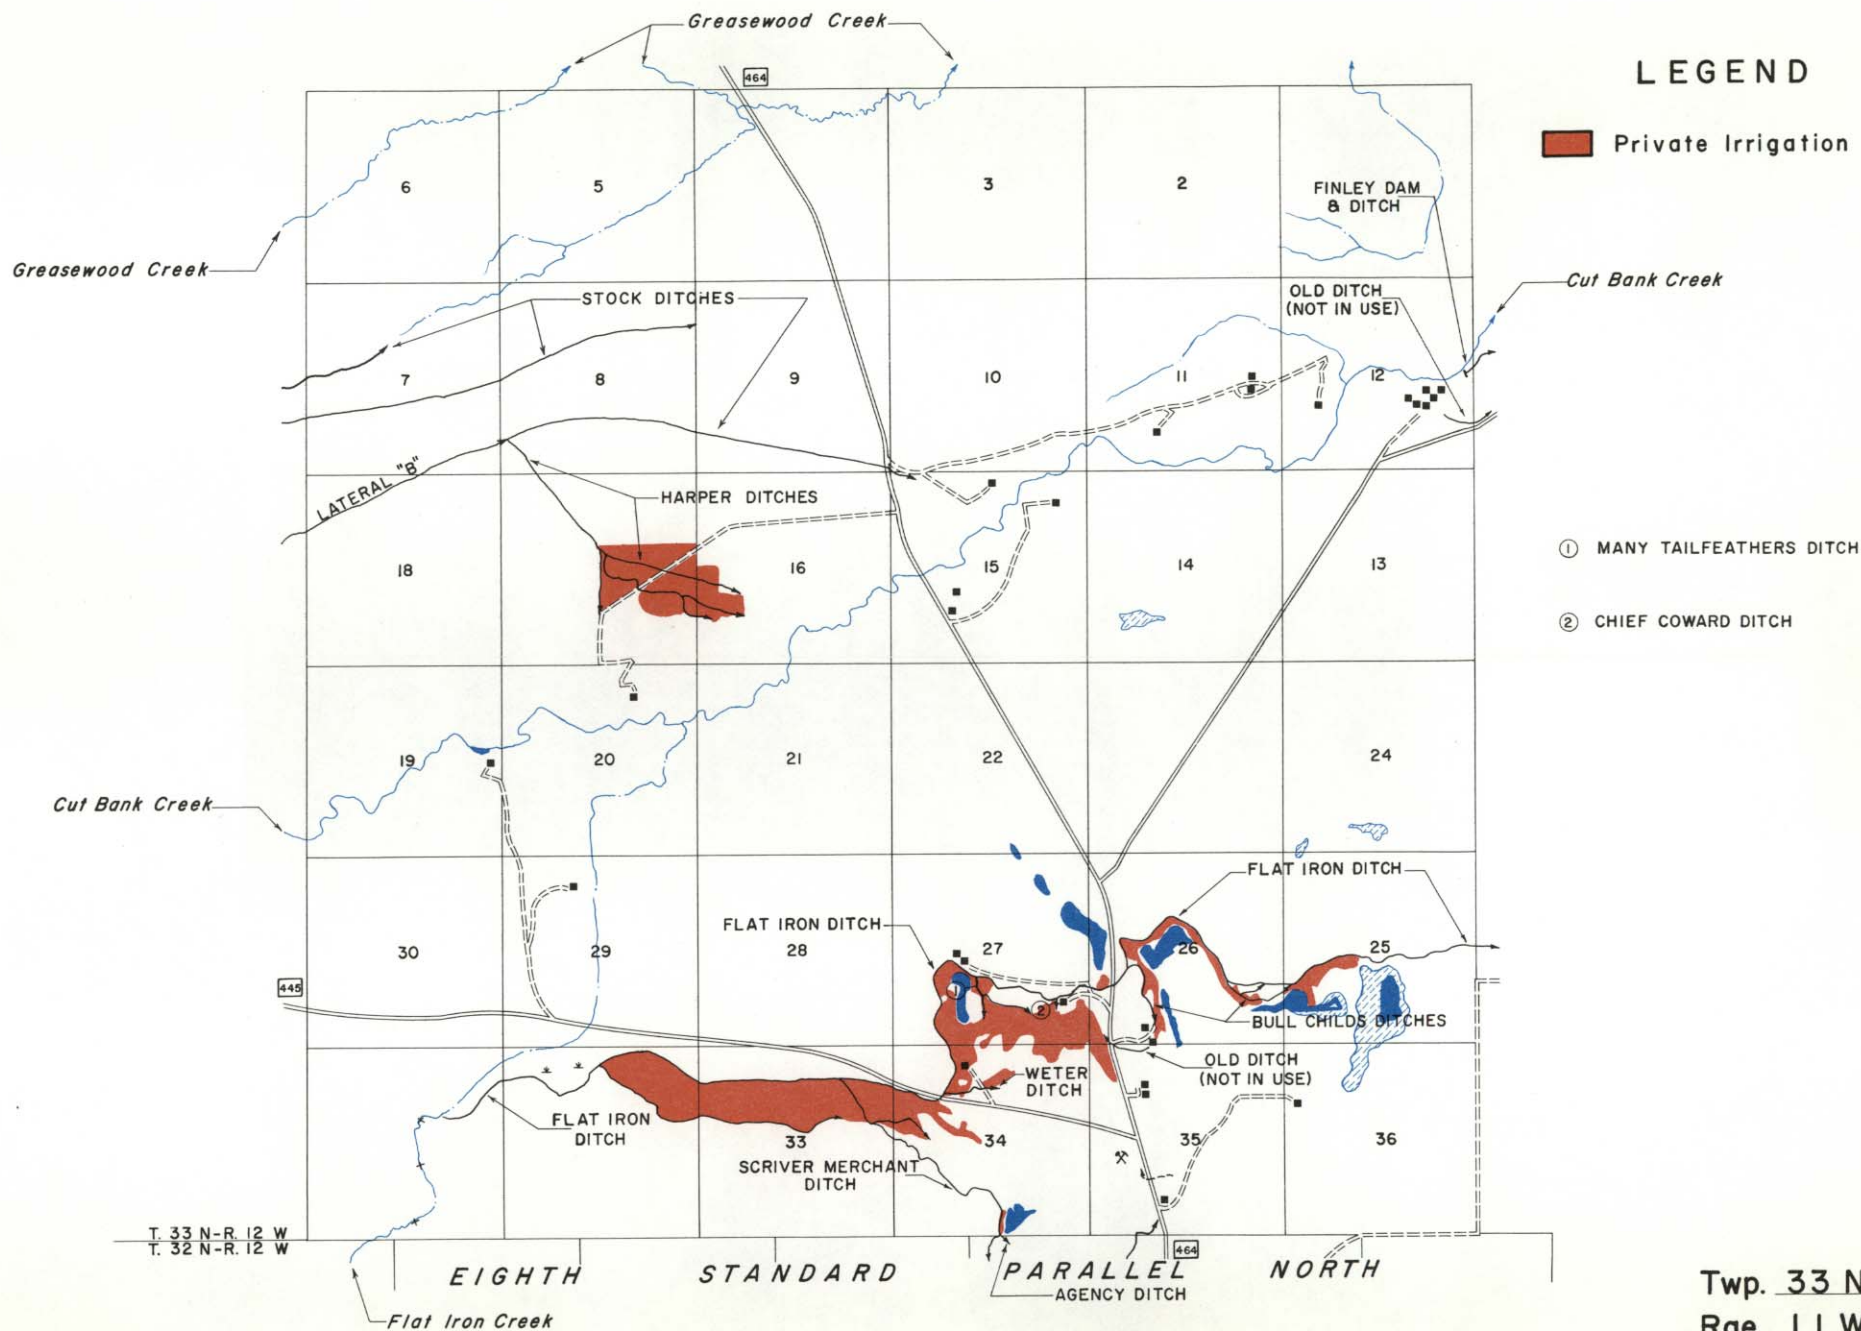 Greasewood Creek
464
LEGEND
Private Irrigation
6
5
3
2
FINLEY DAM
& DITCH
Greasewood Creek
STOCK DITCHES
OLD DITCH
(NOT IN USE)
Cut Bank Creek
7
8
9
10
11
12
LATERAL "B"
HARPER DITCHES
18
16
15
14
13
① MANY TAILFEATHERS DITCH
② CHIEF COWARD DITCH
19
20
21
22
24
Cut Bank Creek
FLAT IRON DITCH
FLAT IRON DITCH
30
29
28
27
26
25
445
1
2
BULL CHILDS DITCHES
OLD DITCH
(NOT IN USE)
WETER
DITCH
FLAT IRON
DITCH
33
34
35
36
SCRIVER MERCHANT
DITCH
T. 33 N-R. 12 W
T. 32 N-R. 12 W
464
EIGHTH STANDARD PARALLEL NORTH
AGENCY DITCH
Flat Iron Creek
Twp. 33 N
Rge. 11 W